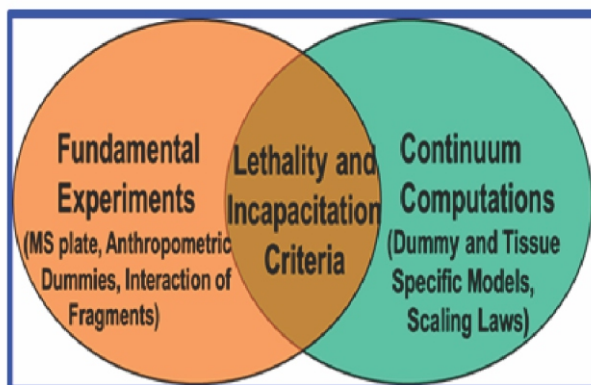 Fundamental
Experiments
(MS plate, Anthropometric
Dummies, Interaction of
Fragments)
Lethality and
Incapacitation
Criteria
Continuum
Computations
(Dummy and Tissue
Specific Models,
Scaling Laws)